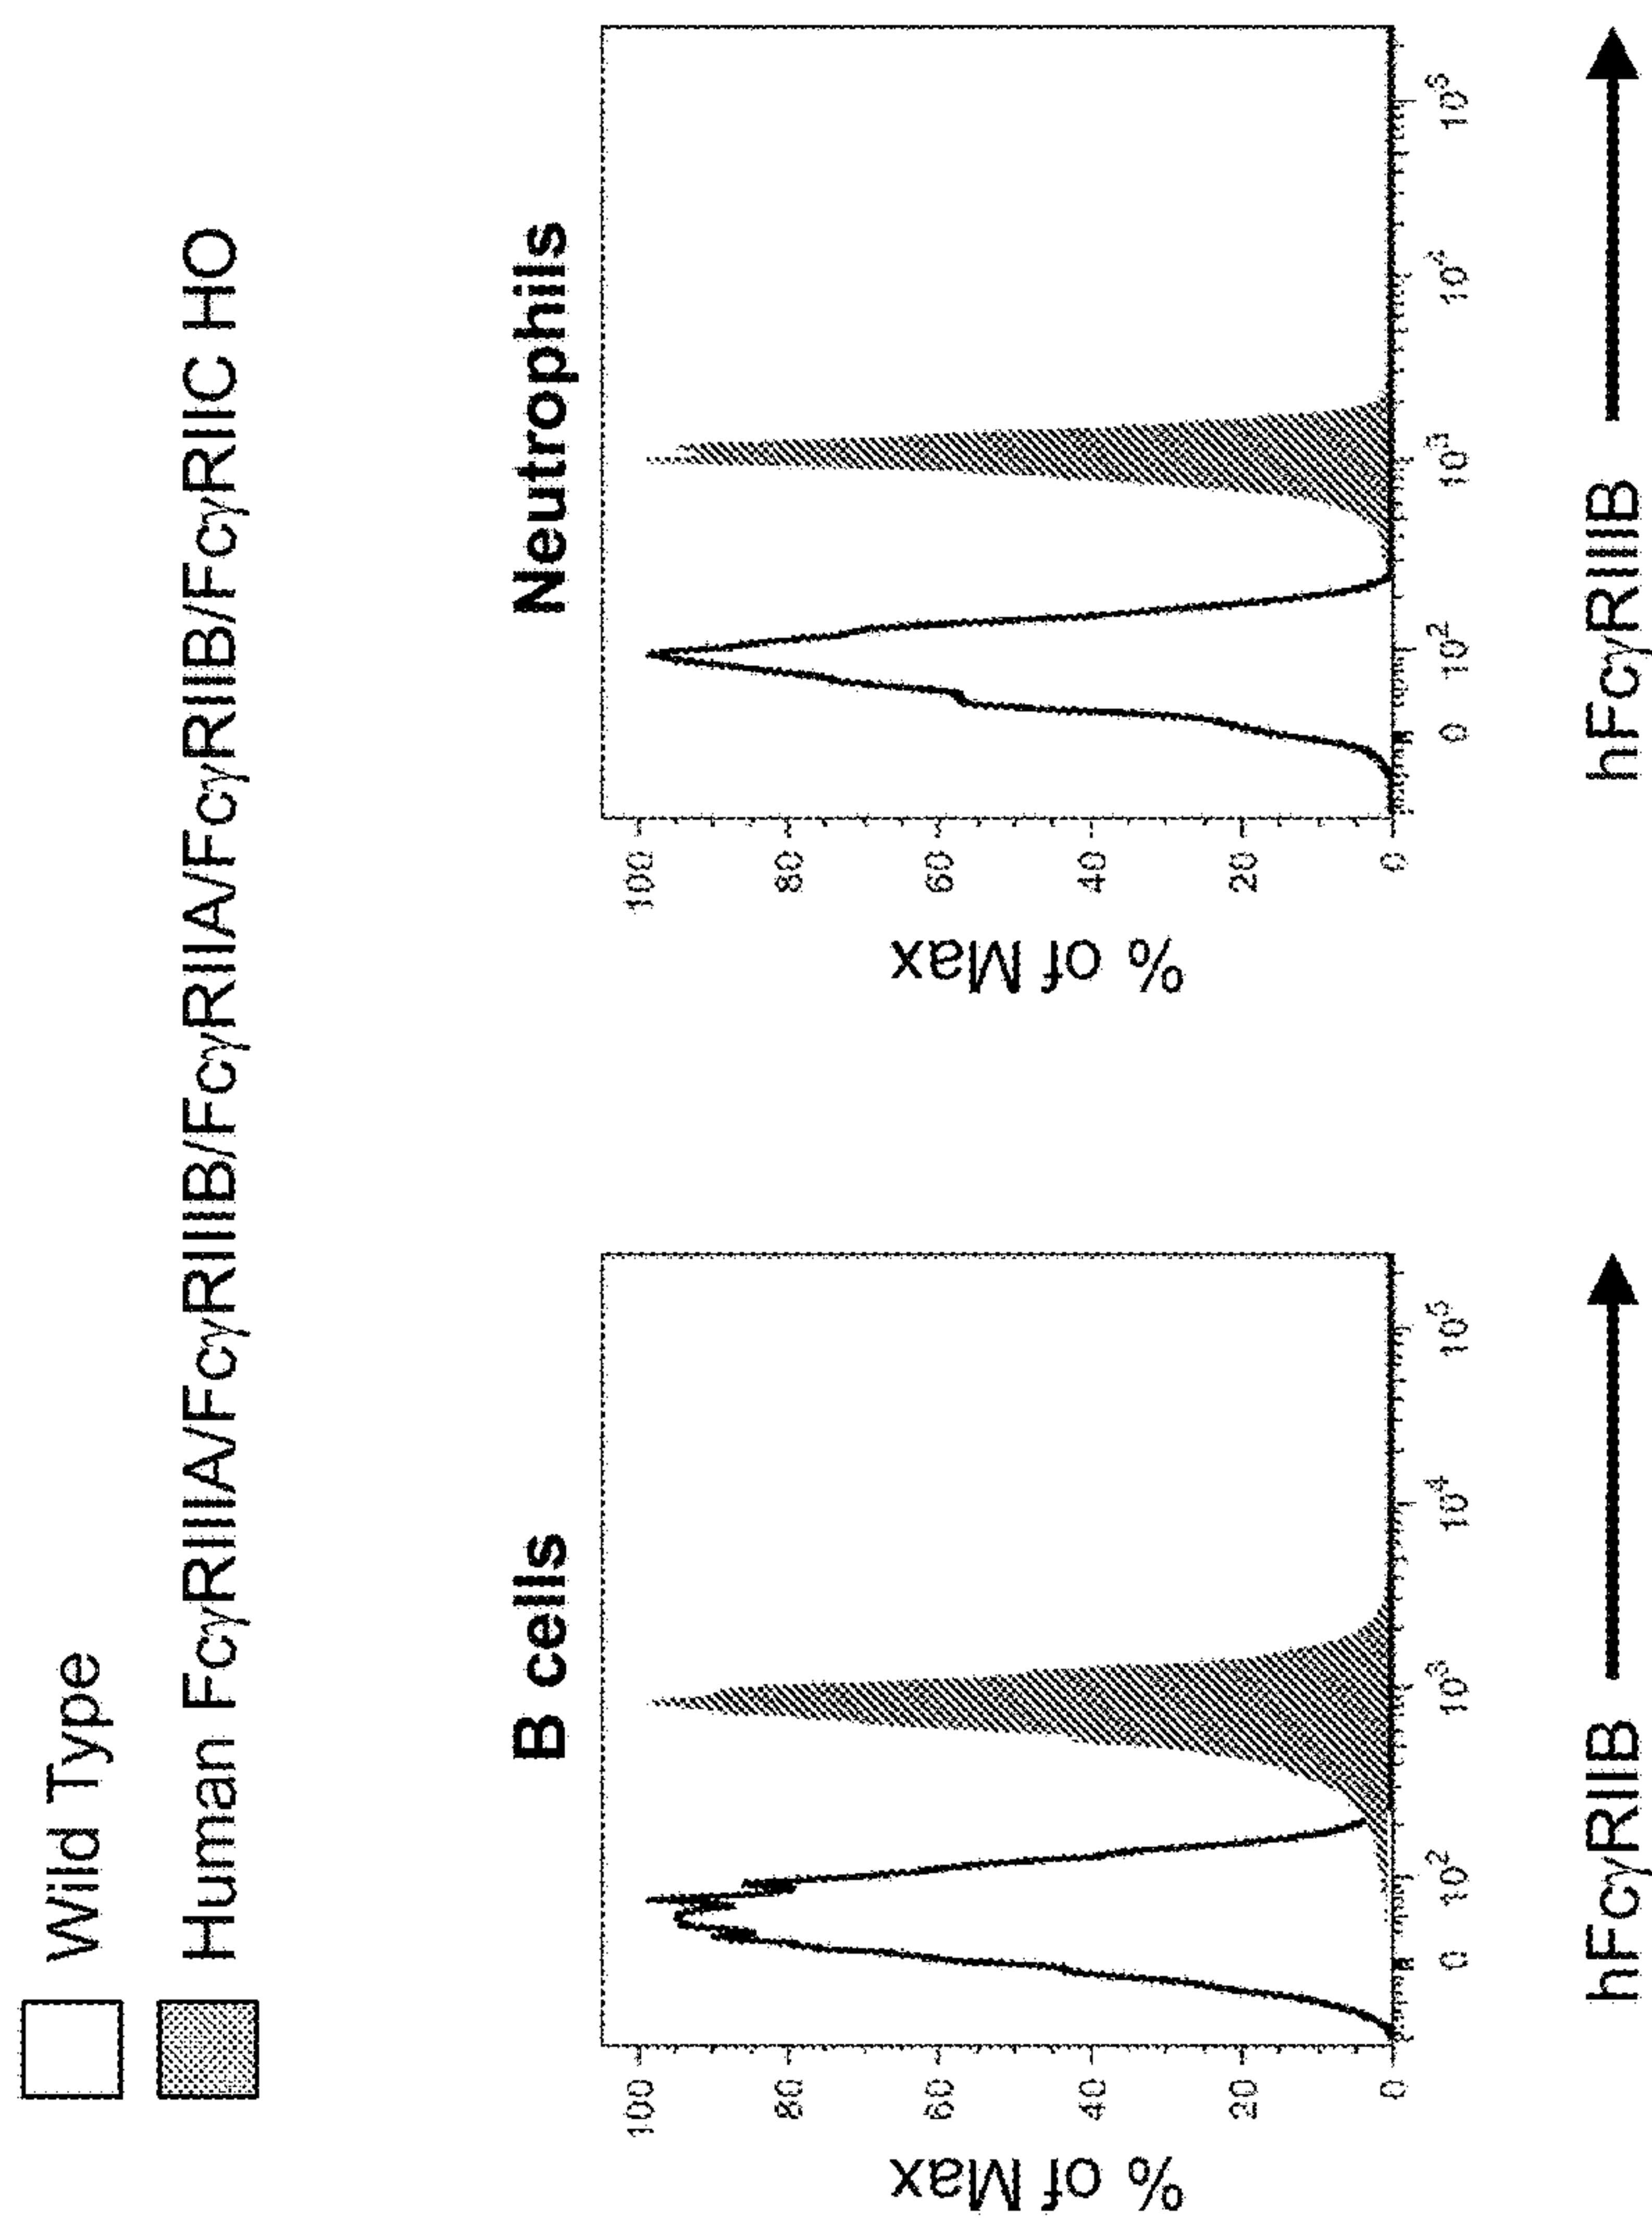 Wild Type
Human FcγRIIIA/FcγRIIIB/FcγRIIA/FcγRIIB/FcγRIIC HO
B cells
% of Max
100
80
60
40
20
0
0 10² 10³ 10⁴ 10⁵
hFcγRIIB
Neutrophils
% of Max
100
80
60
40
20
0
0 10² 10³ 10⁴ 10⁵
hFcγRIIIB